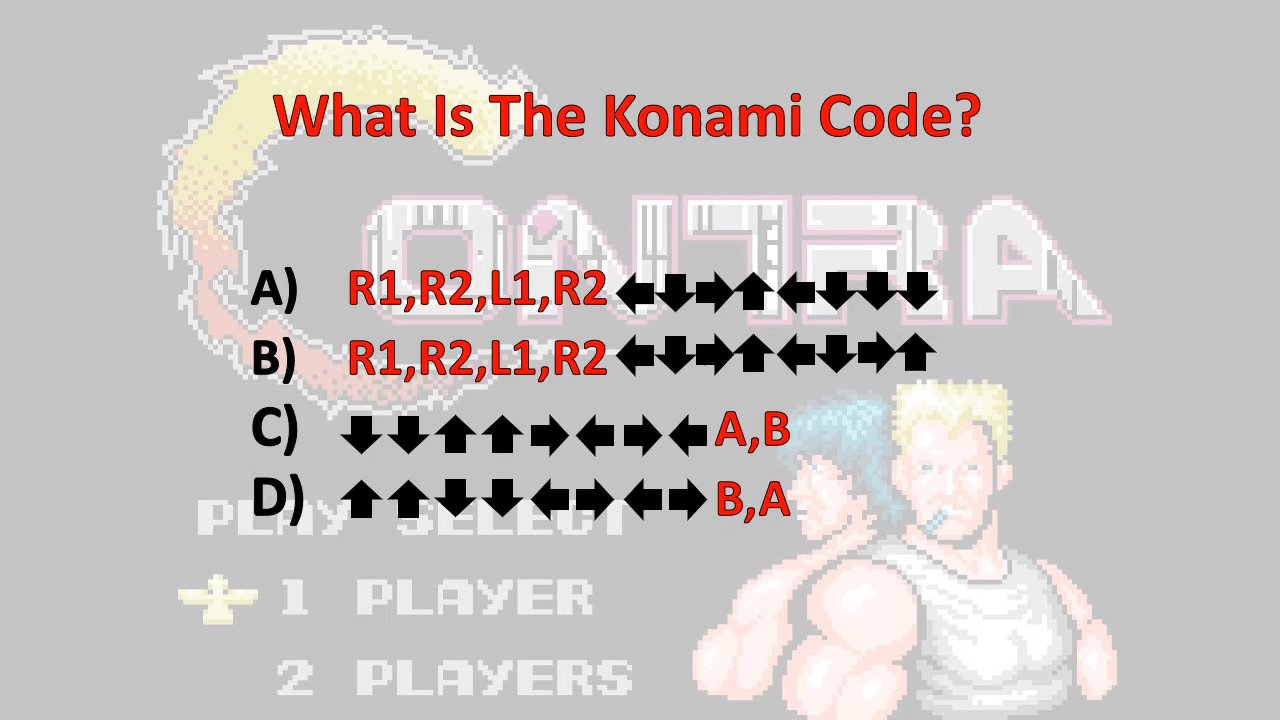 What Is The Konami Code?
CONTRA
A) R1,R2,L1,R2 ⬅⬇➡⬆⬅⬇⬇⬇
B) R1,R2,L1,R2 ⬅⬇➡⬆⬅⬇➡⬆
C) ⬇⬇⬆⬆➡⬅➡⬅ A,B
D) ⬆⬆⬇⬇⬅➡⬅➡ B,A
PLAY SELECT
1 PLAYER
2 PLAYERS